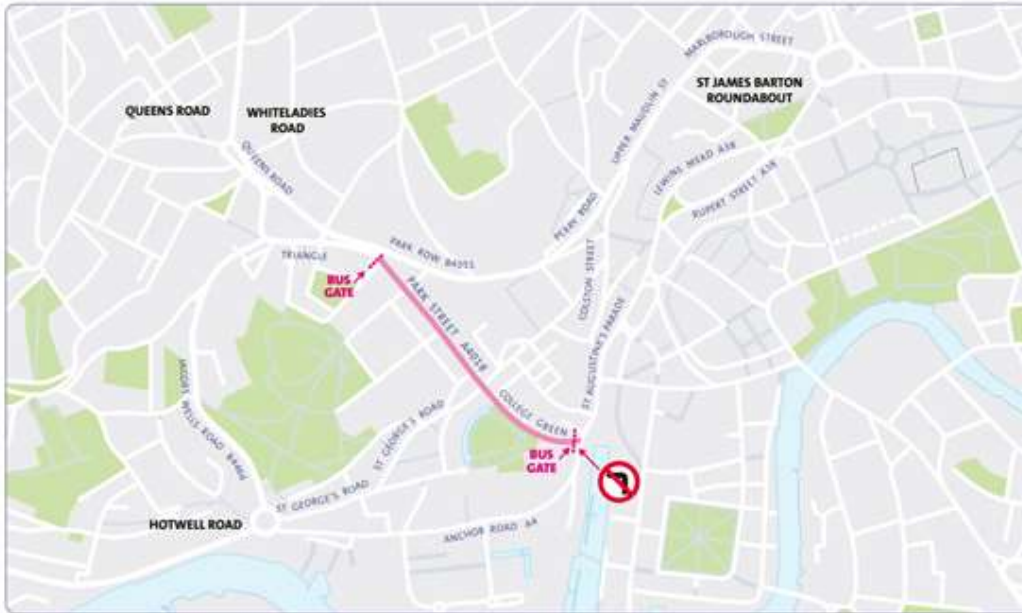 MARLBOROUGH STREET
ST JAMES BARTON
ROUNDABOUT
QUEENS ROAD
WHITELADIES
ROAD
UPPER MAUDLIN ST
LEWINS MEAD A38
RUPERT STREET A38
QUEENS ROAD
PERRY ROAD
PARK ROW B4051
TRIANGLE
COLSTON STREET
BUS
GATE
PARK STREET A4018
ST AUGUSTINE'S PARADE
JACOBS WELLS ROAD B4466
COLLEGE GREEN
ST GEORGE'S ROAD
BUS
GATE
ST GEORGE'S ROAD
HOTWELL ROAD
ANCHOR ROAD A4